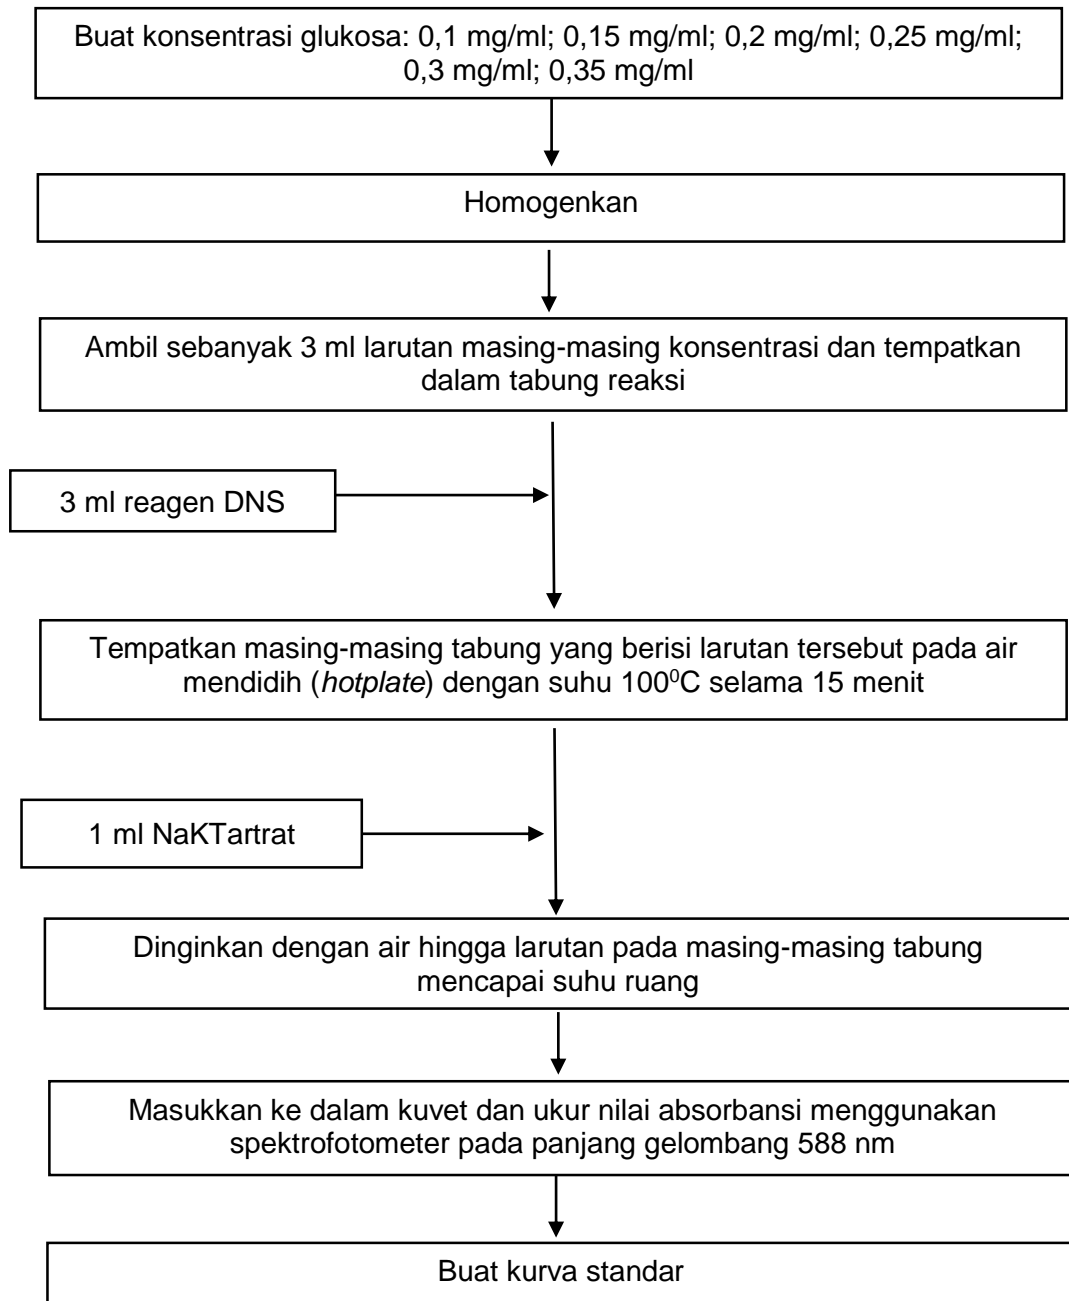 Buat konsentrasi glukosa: 0,1 mg/ml; 0,15 mg/ml; 0,2 mg/ml; 0,25 mg/ml;
0,3 mg/ml; 0,35 mg/ml
Homogenkan
Ambil sebanyak 3 ml larutan masing-masing konsentrasi dan tempatkan
dalam tabung reaksi
3 ml reagen DNS
Tempatkan masing-masing tabung yang berisi larutan tersebut pada air
mendidih (hotplate) dengan suhu 100⁰C selama 15 menit
1 ml NaKTartrat
Dinginkan dengan air hingga larutan pada masing-masing tabung
mencapai suhu ruang
Masukkan ke dalam kuvet dan ukur nilai absorbansi menggunakan
spektrofotometer pada panjang gelombang 588 nm
Buat kurva standar